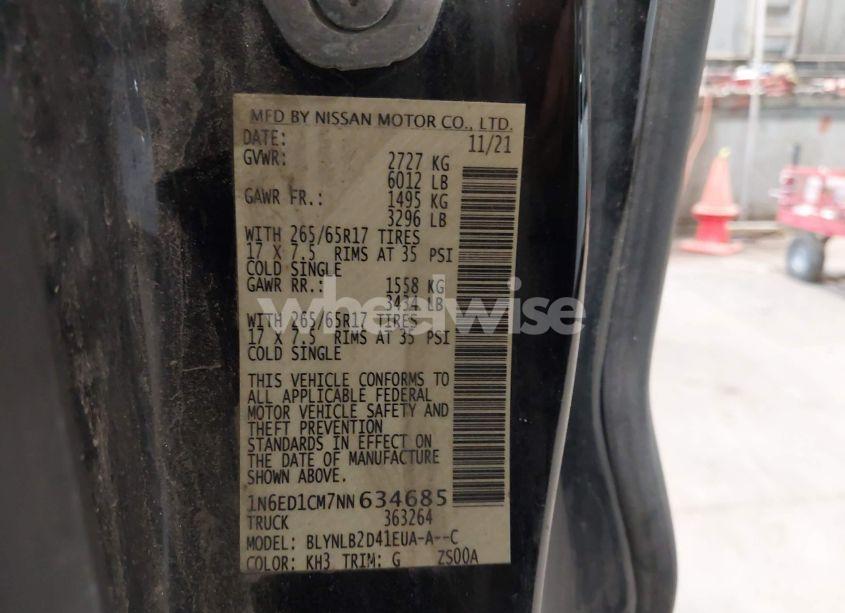 MFD BY NISSAN MOTOR CO., LTD.
DATE: 11/21
GVWR: 2727 KG
6012 LB
GAWR FR.: 1495 KG
3296 LB
WITH 265/65R17 TIRES
17 X 7.5 RIMS AT 35 PSI
COLD SINGLE
GAWR RR.: 1558 KG
3434 LB
wheelwise
WITH 265/65R17 TIRES
17 X 7.5 RIMS AT 35 PSI
COLD SINGLE
THIS VEHICLE CONFORMS TO
ALL APPLICABLE FEDERAL
MOTOR VEHICLE SAFETY AND
THEFT PREVENTION
STANDARDS IN EFFECT ON
THE DATE OF MANUFACTURE
SHOWN ABOVE.
1N6ED1CM7NN634685
TRUCK 363264
MODEL: BLYNLB2D41EUA-A--C
COLOR: KH3 TRIM: G ZS00A